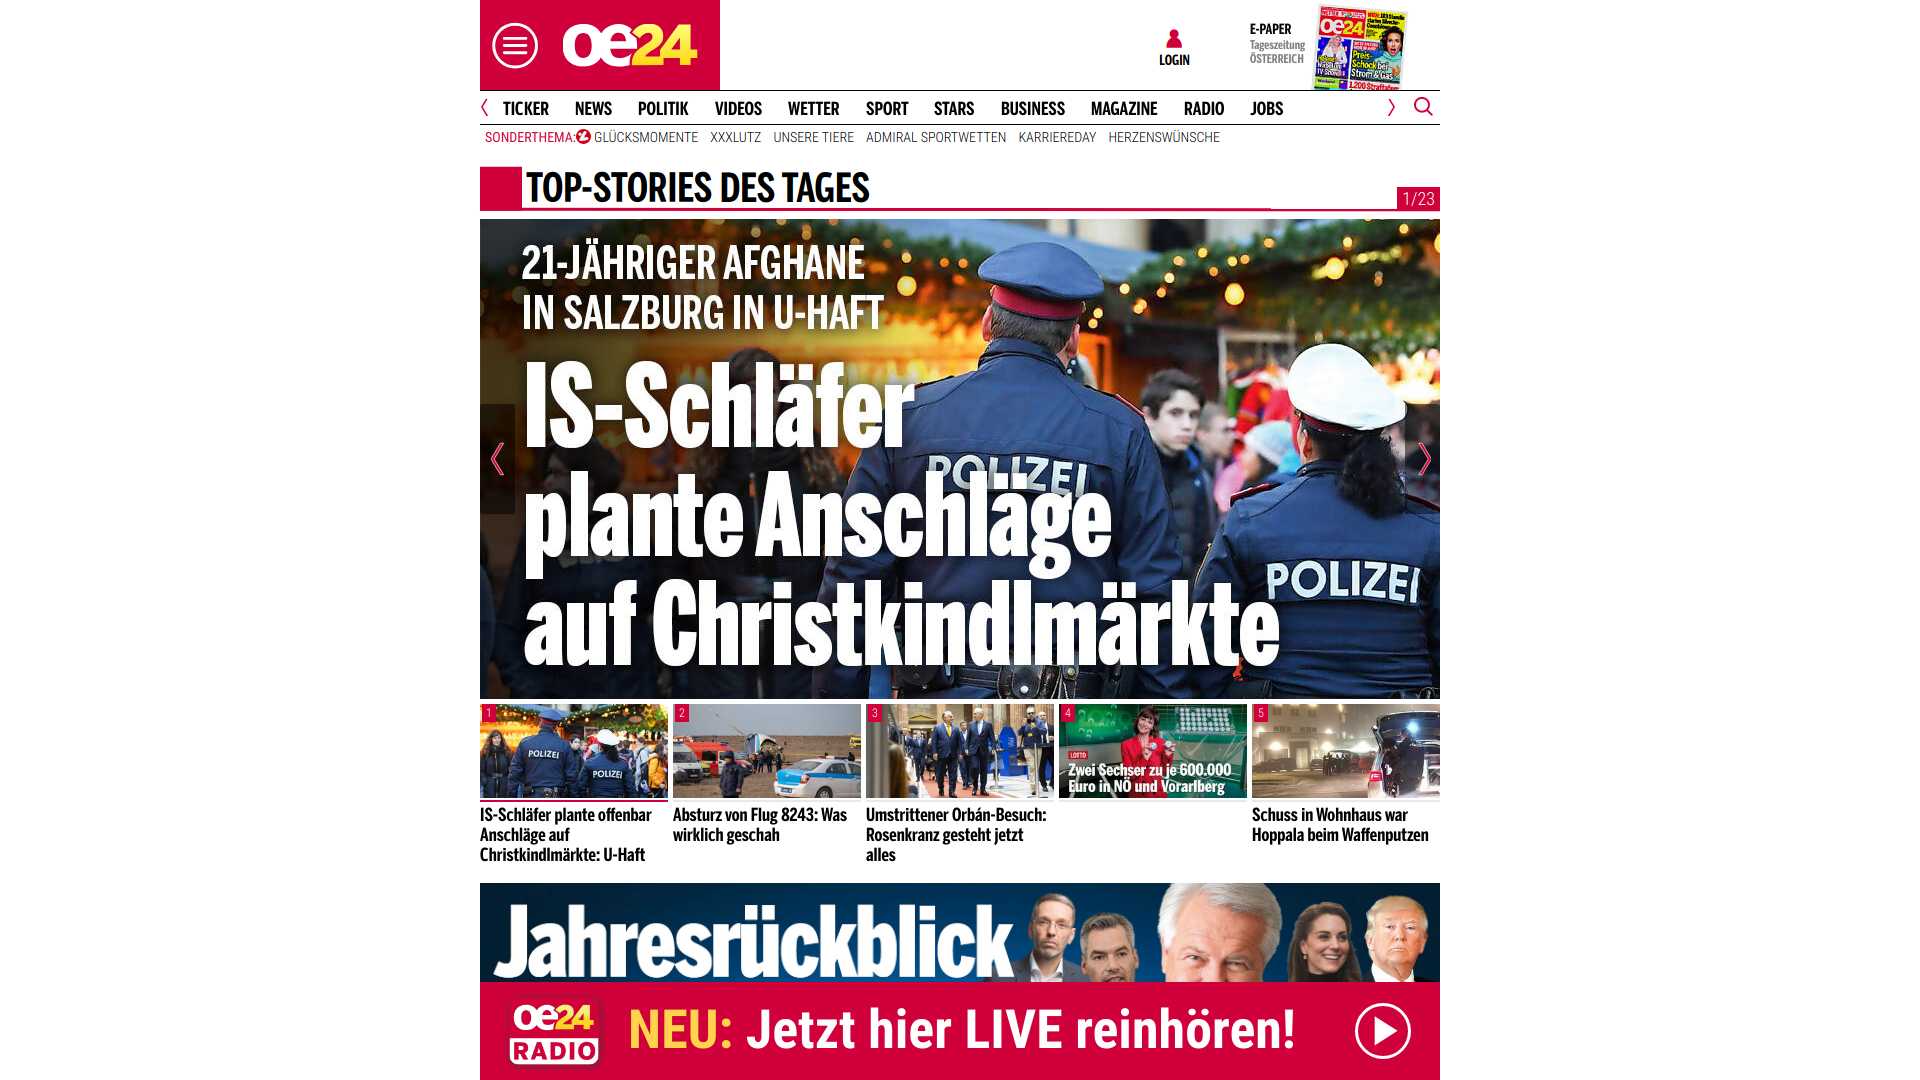 oe24
LOGIN
E-PAPER
Tageszeitung
ÖSTERREICH
oe24
Preis-
Schock bei
Strom & Gas
TICKER NEWS POLITIK VIDEOS WETTER SPORT STARS BUSINESS MAGAZINE RADIO JOBS
SONDERTHEMA: GLÜCKSMOMENTE XXXLUTZ UNSERE TIERE ADMIRAL SPORTWETTEN KARRIEREDAY HERZENSWÜNSCHE
TOP-STORIES DES TAGES
1/23
21-JÄHRIGER AFGHANE
IN SALZBURG IN U-HAFT
IS-Schläfer
plante Anschläge
auf Christkindlmärkte
POLIZEI
POLIZEI
1
POLIZEI
POLIZEI
IS-Schläfer plante offenbar
Anschläge auf
Christkindlmärkte: U-Haft
2
Absturz von Flug 8243: Was
wirklich geschah
3
Umstrittener Orbán-Besuch:
Rosenkranz gesteht jetzt
alles
4
LOTTO
Zwei Sechser zu je 600.000
Euro in NÖ und Vorarlberg
5
Schuss in Wohnhaus war
Hoppala beim Waffenputzen
Jahresrückblick
oe24
RADIO
NEU: Jetzt hier LIVE reinhören!